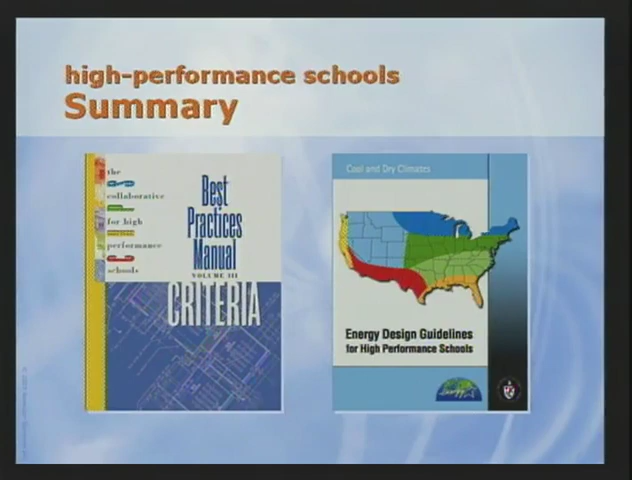 high-performance schools
Summary
the
collaborative
for high
performance
schools
Best
Practices
Manual
VOLUME III
CRITERIA
Cool and Dry Climates
Energy Design Guidelines
for High Performance Schools